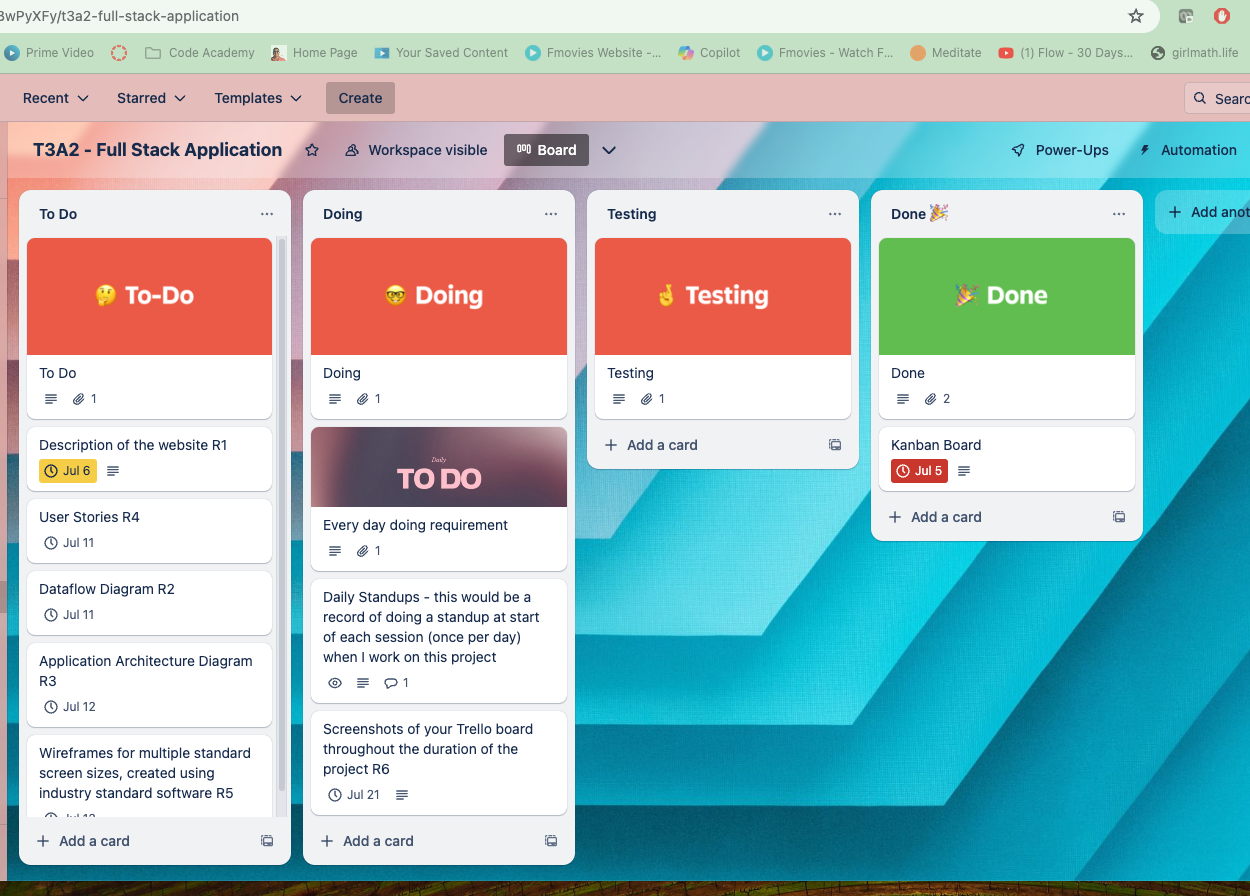 3wPyXFy/t3a2-full-stack-application
Prime Video
Code Academy
Home Page
Your Saved Content
Fmovies Website -...
Copilot
Fmovies - Watch F...
Meditate
(1) Flow - 30 Days...
girlmath.life
Recent
Starred
Templates
Create
Searc
T3A2 - Full Stack Application
Workspace visible
Board
Power-Ups
Automation
To Do
🤔 To-Do
To Do
1
Description of the website R1
Jul 6
User Stories R4
Jul 11
Dataflow Diagram R2
Jul 11
Application Architecture Diagram
R3
Jul 12
Wireframes for multiple standard
screen sizes, created using
industry standard software R5
Add a card
Doing
🤓 Doing
Doing
1
Daily
TO DO
Every day doing requirement
1
Daily Standups - this would be a
record of doing a standup at start
of each session (once per day)
when I work on this project
1
Screenshots of your Trello board
throughout the duration of the
project R6
Jul 21
Add a card
Testing
🤞 Testing
Testing
1
Add a card
Done 🎉
🎉 Done
Done
2
Kanban Board
Jul 5
Add a card
Add anot